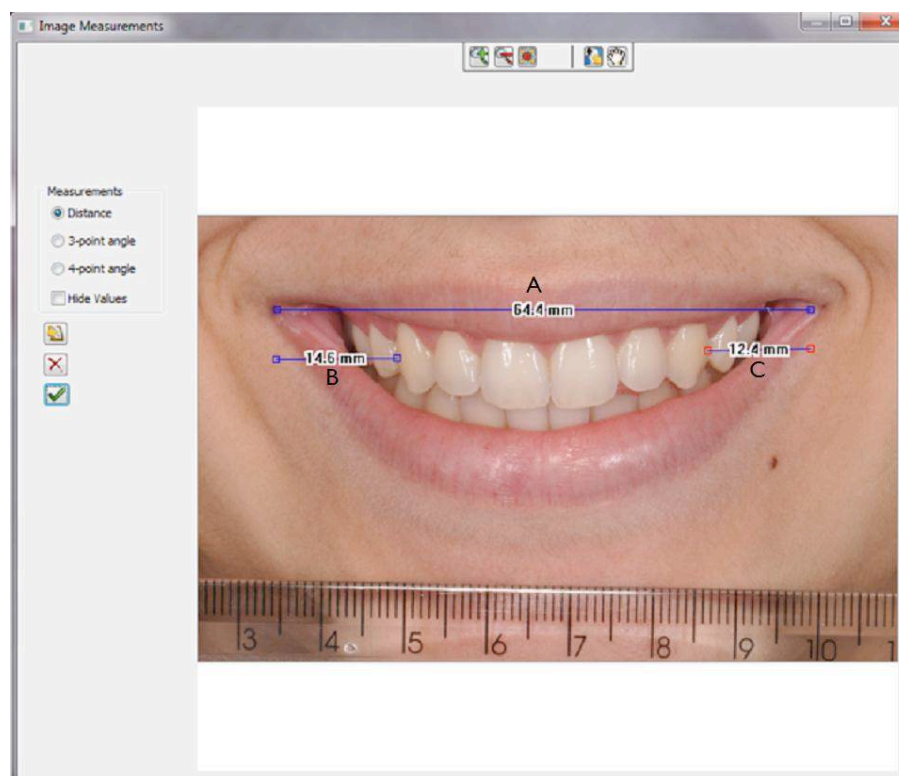 Image Measurements
Measurements
Distance
3-point angle
4-point angle
Hide Values
A
64.4 mm
14.6 mm
B
12.4 mm
C
3 4 5 6 7 8 9 10 1